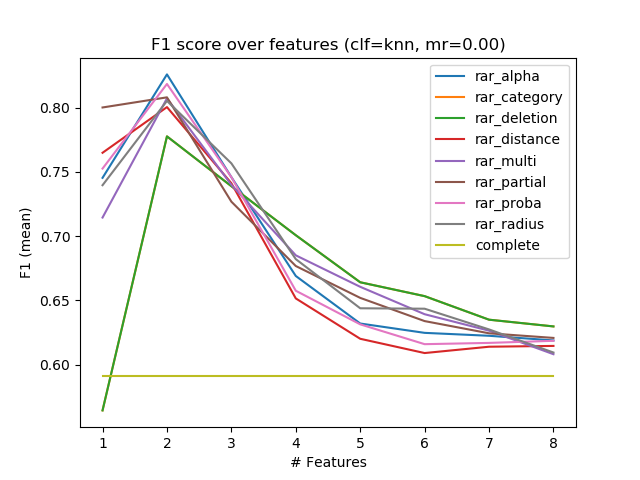 F1 score over features (clf=knn, mr=0.00)
F1 (mean)
0.80
0.75
0.70
0.65
0.60
rar_alpha
rar_category
rar_deletion
rar_distance
rar_multi
rar_partial
rar_proba
rar_radius
complete
1 2 3 4 5 6 7 8
# Features